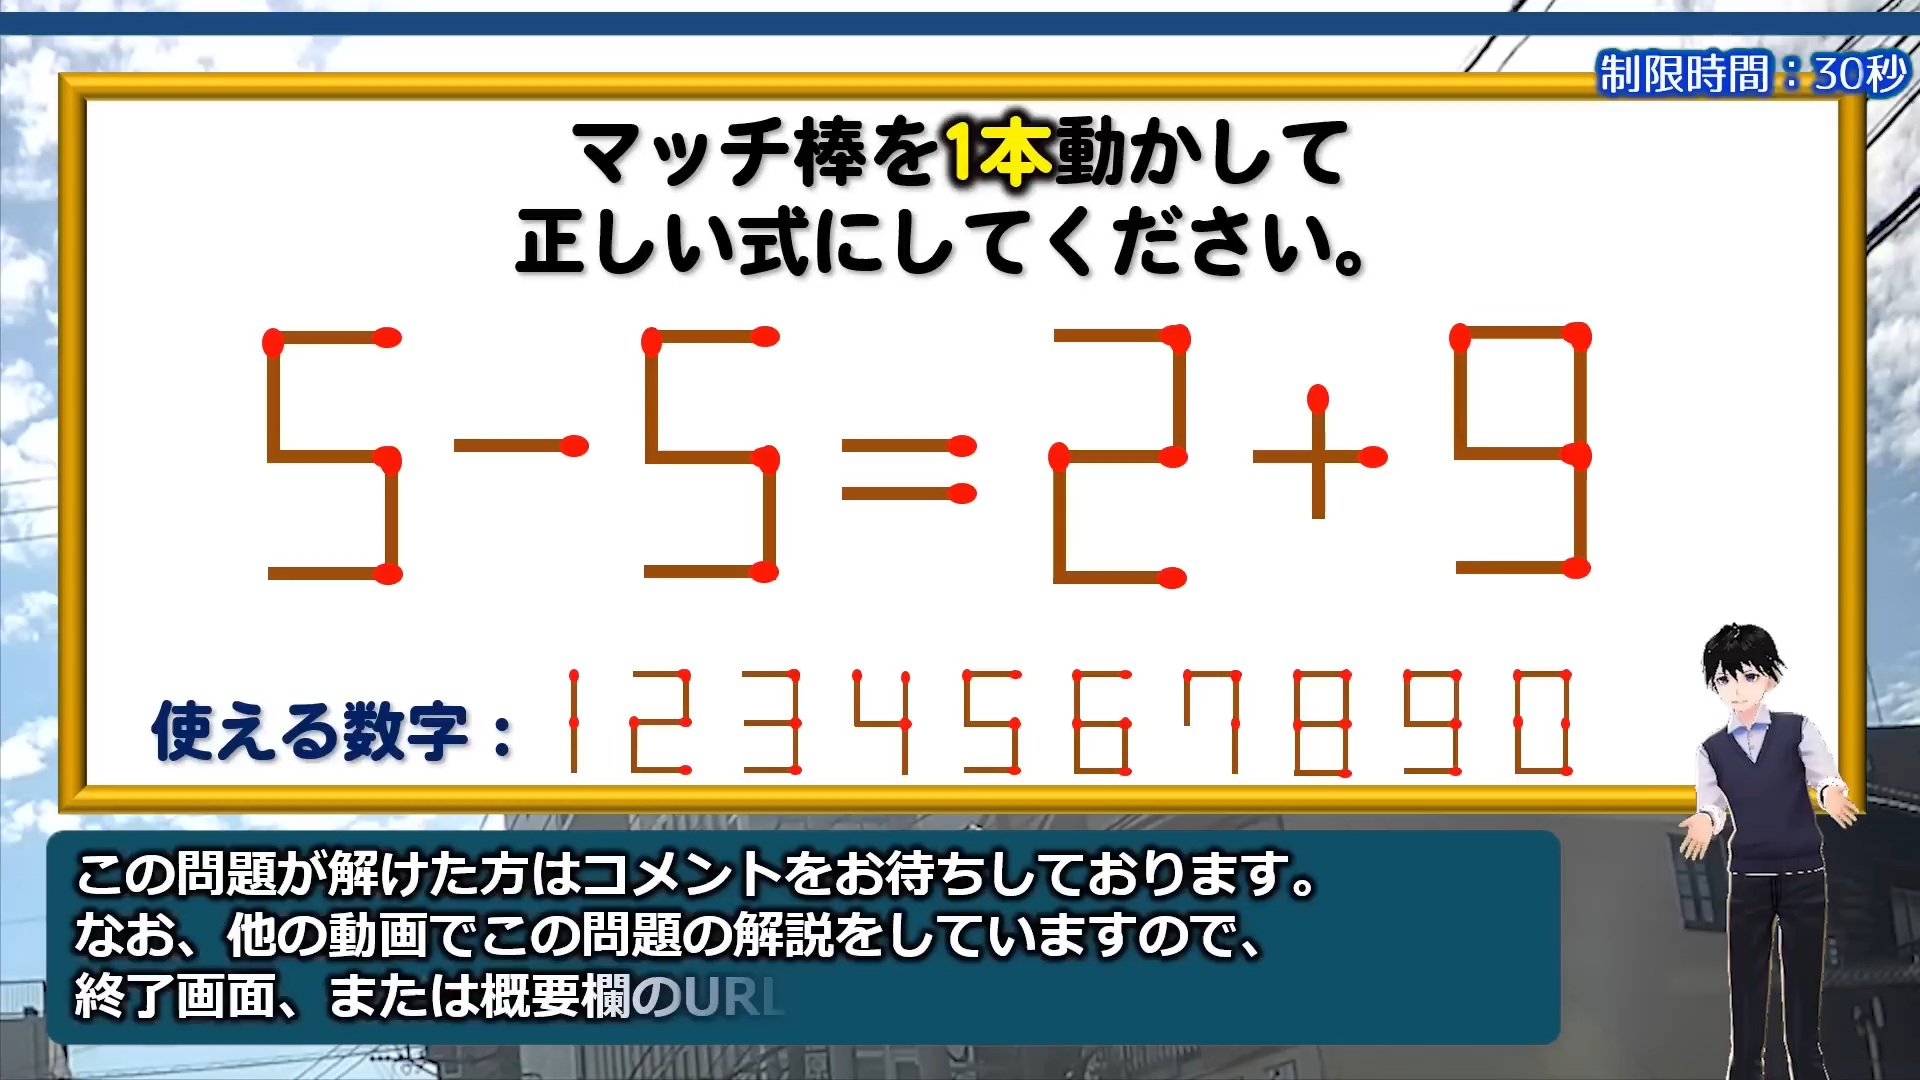 制限時間：30秒
マッチ棒を1本動かして
正しい式にしてください。
5-5=2+9
使える数字：1234567890
この問題が解けた方はコメントをお待ちしております。
なお、他の動画でこの問題の解説をしていますので、
終了画面、または概要欄のURL